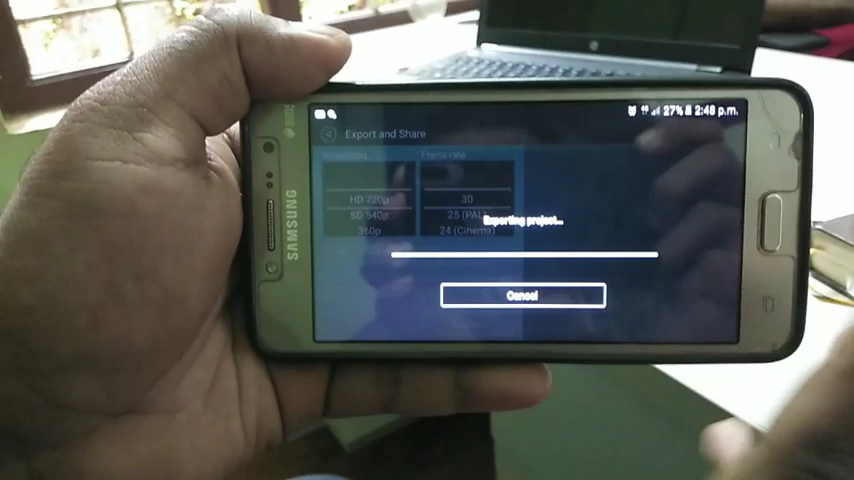 27% 2:48 p.m.
Export and Share
Resolution
Frame rate
HD 720p
30
SD 540p
25 (PAL)
360p
24 (Cinema)
Exporting project...
Cancel
SAMSUNG